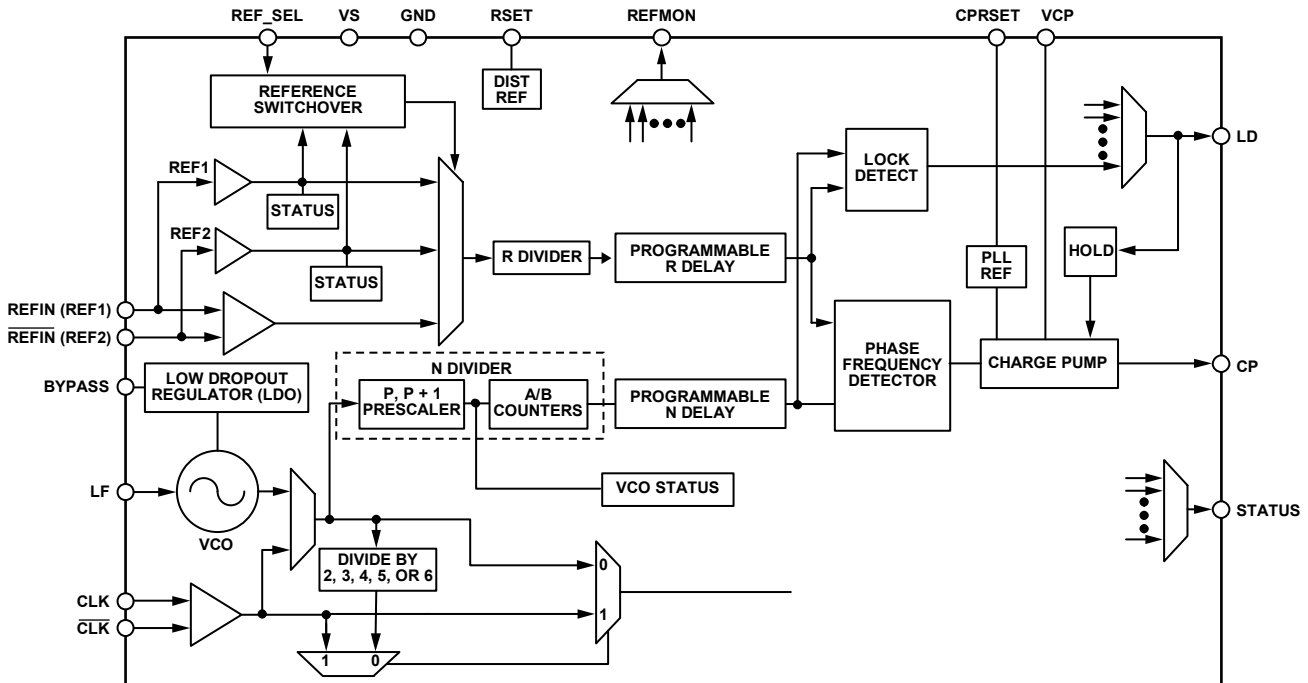 REF_SEL VS GND RSET REFMON CPRSET VCP
REFERENCE
SWITCHOVER
DIST
REF
LD
REF1
STATUS
LOCK
DETECT
REF2
STATUS
R DIVIDER
PROGRAMMABLE
R DELAY
PLL
REF
HOLD
REFIN (REF1)
REFIN (REF2)
BYPASS
LOW DROPOUT
REGULATOR (LDO)
N DIVIDER
P, P + 1
PRESCALER
A/B
COUNTERS
PROGRAMMABLE
N DELAY
PHASE
FREQUENCY
DETECTOR
CHARGE PUMP
CP
LF
VCO
VCO STATUS
STATUS
DIVIDE BY
2, 3, 4, 5, OR 6
0
1
CLK
CLK
1 0